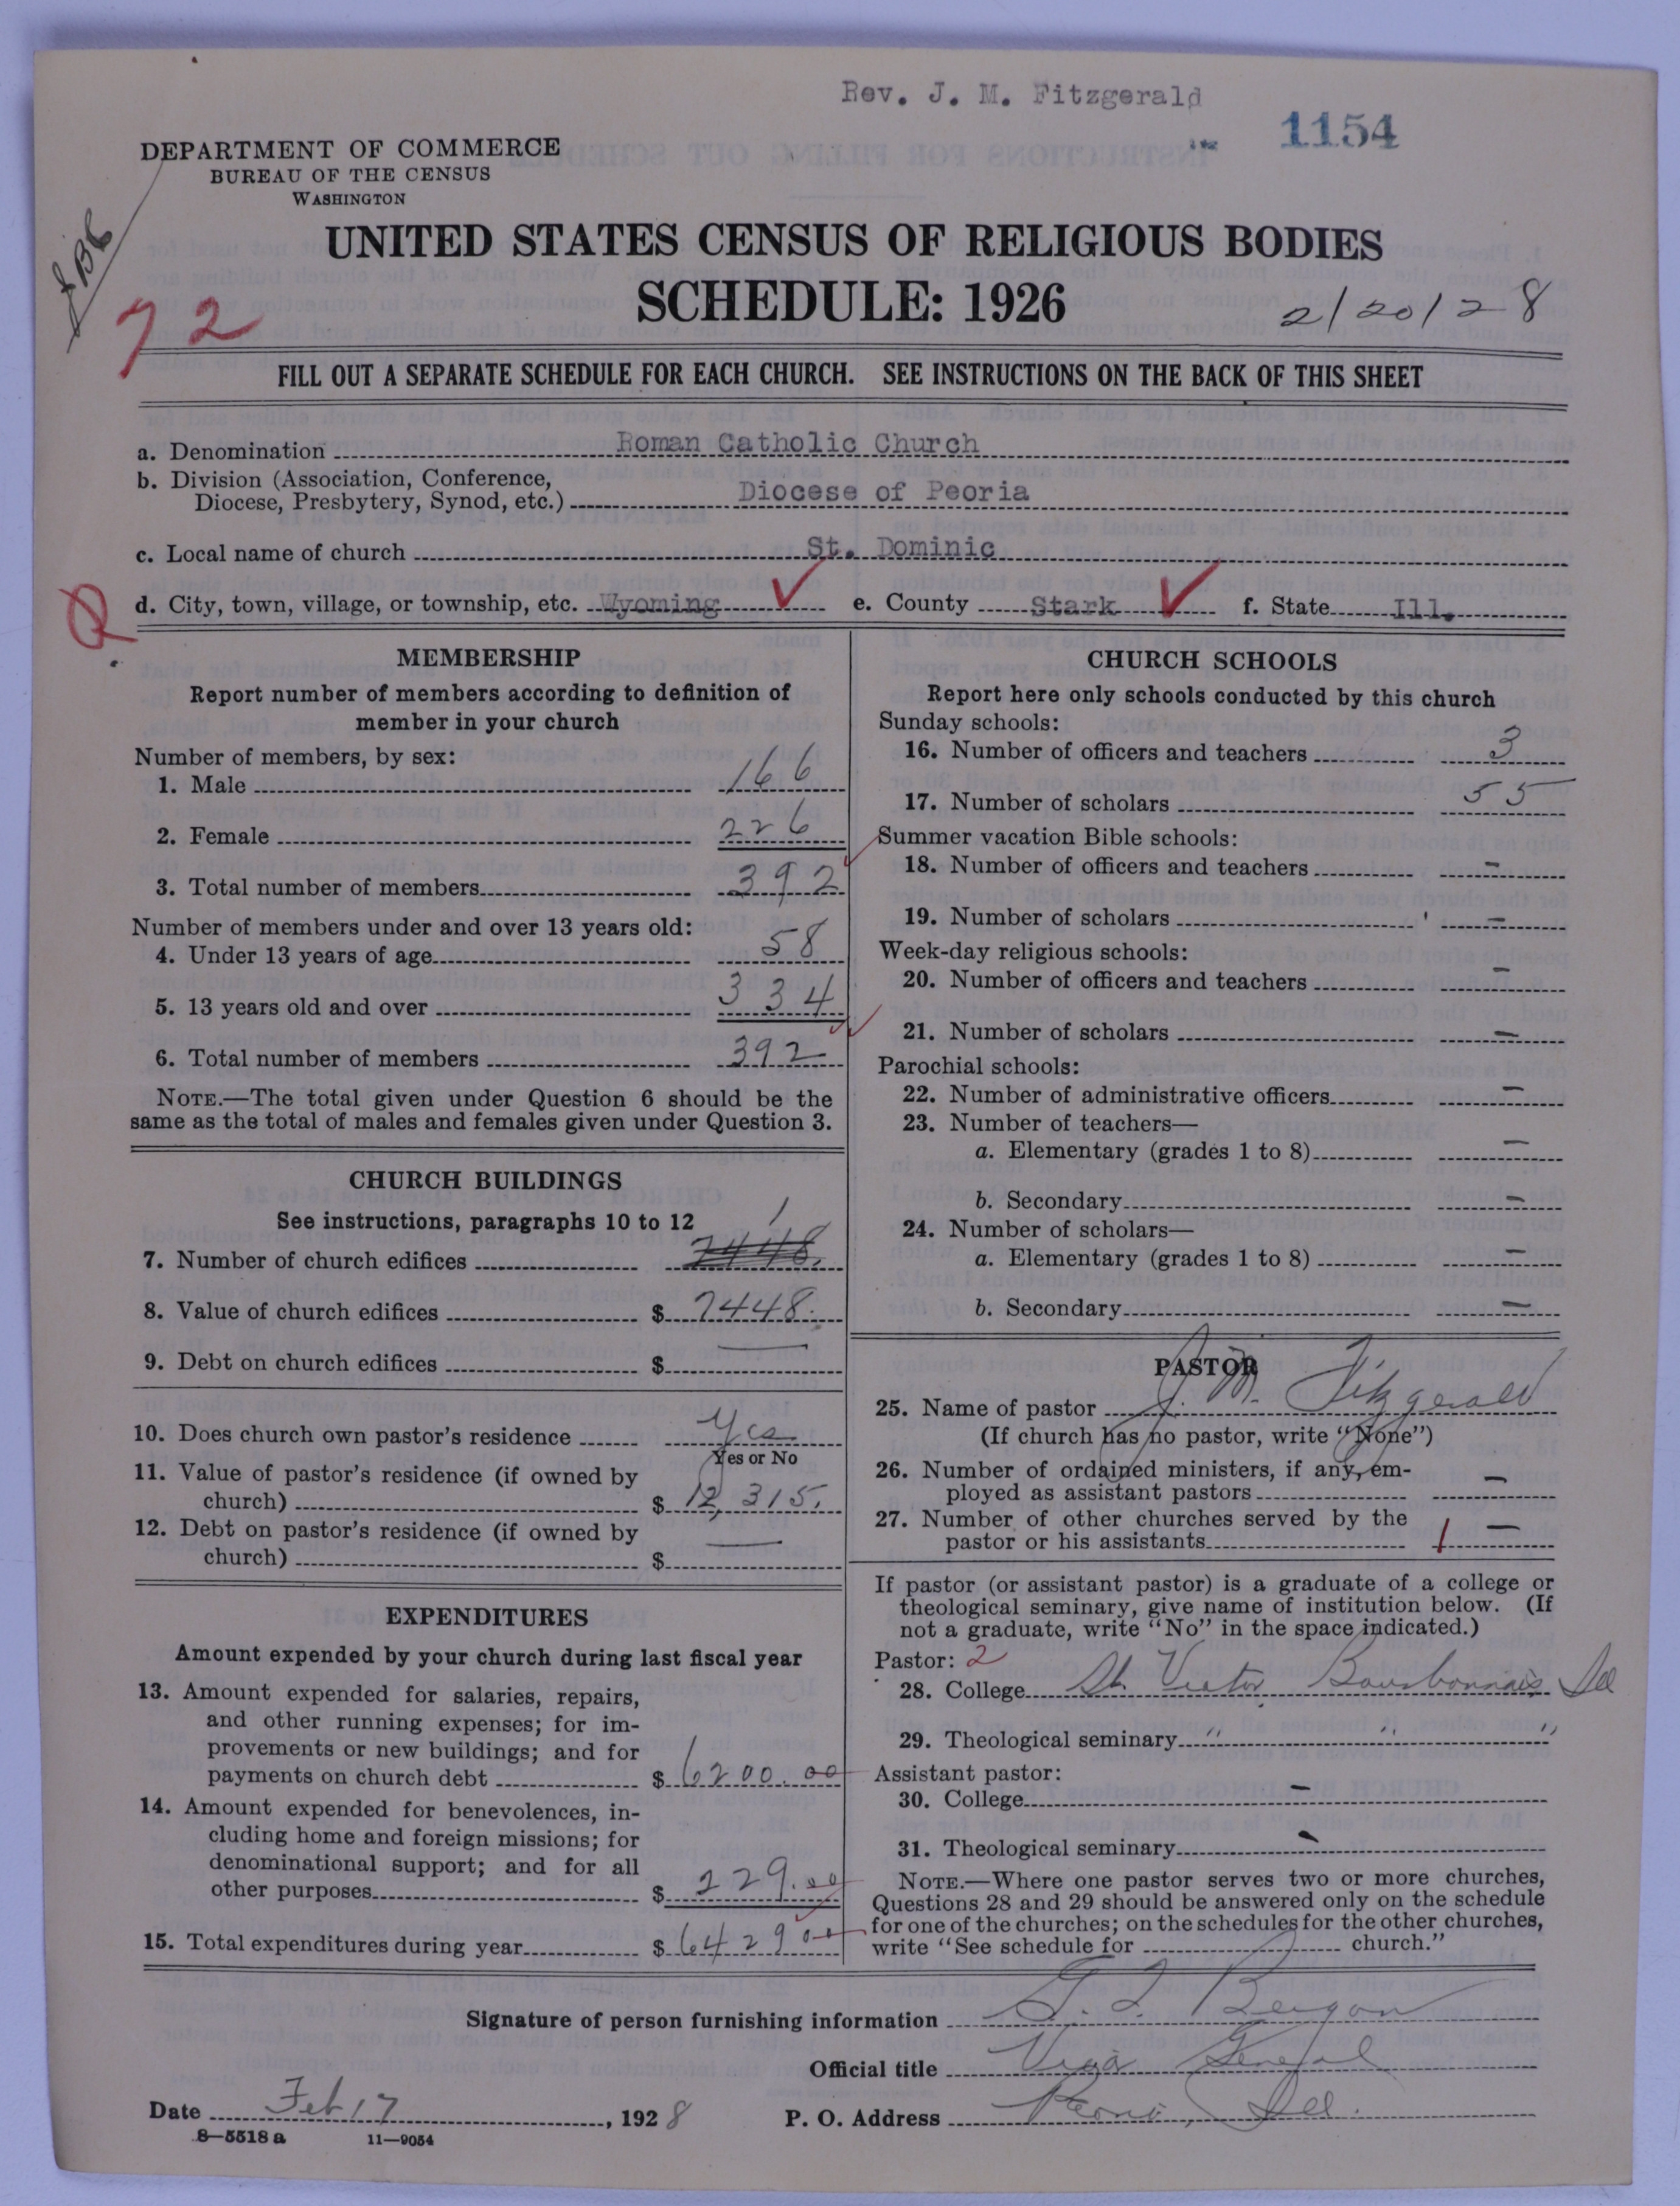 Rev. J. M. Fitzgerald
1154
DEPARTMENT OF COMMERCE
BUREAU OF THE CENSUS
WASHINGTON
UNITED STATES CENSUS OF RELIGIOUS BODIES
SCHEDULE: 1926
2/20/28
72
FILL OUT A SEPARATE SCHEDULE FOR EACH CHURCH. SEE INSTRUCTIONS ON THE BACK OF THIS SHEET
a. Denomination Roman Catholic Church
b. Division (Association, Conference,
Diocese, Presbytery, Synod, etc.) Diocese of Peoria
c. Local name of church St. Dominic
d. City, town, village, or township, etc. Wyoming ✓ e. County Stark ✓ f. State Ill.
MEMBERSHIP
Report number of members according to definition of
member in your church
Number of members, by sex:
1. Male 166
2. Female 226
3. Total number of members 392
Number of members under and over 13 years old:
4. Under 13 years of age 58
5. 13 years old and over 334
6. Total number of members 392
NOTE.—The total given under Question 6 should be the
same as the total of males and females given under Question 3.
CHURCH BUILDINGS
See instructions, paragraphs 10 to 12
7. Number of church edifices 7448. 1
8. Value of church edifices $ 7448.
9. Debt on church edifices $ —
10. Does church own pastor's residence Yes
Yes or No
11. Value of pastor's residence (if owned by
church) $ 12,315.
12. Debt on pastor's residence (if owned by
church) $ —
EXPENDITURES
Amount expended by your church during last fiscal year
13. Amount expended for salaries, repairs,
and other running expenses; for im-
provements or new buildings; and for
payments on church debt $ 6200.00
14. Amount expended for benevolences, in-
cluding home and foreign missions; for
denominational support; and for all
other purposes $ 229.00
15. Total expenditures during year $ 6429 00
CHURCH SCHOOLS
Report here only schools conducted by this church
Sunday schools:
16. Number of officers and teachers 3
17. Number of scholars 55
Summer vacation Bible schools:
18. Number of officers and teachers —
19. Number of scholars —
Week-day religious schools:
20. Number of officers and teachers —
21. Number of scholars —
Parochial schools:
22. Number of administrative officers —
23. Number of teachers—
a. Elementary (grades 1 to 8) —
b. Secondary —
24. Number of scholars—
a. Elementary (grades 1 to 8) —
b. Secondary —
PASTOR
25. Name of pastor J. M. Fitzgerald
(If church has no pastor, write "None")
26. Number of ordained ministers, if any, em-
ployed as assistant pastors —
27. Number of other churches served by the
pastor or his assistants 1 —
If pastor (or assistant pastor) is a graduate of a college or
theological seminary, give name of institution below. (If
not a graduate, write "No" in the space indicated.)
Pastor: 2
28. College St. Viator Bourbonnais Ill
29. Theological seminary " " "
Assistant pastor:
30. College —
31. Theological seminary -
NOTE.—Where one pastor serves two or more churches,
Questions 28 and 29 should be answered only on the schedule
for one of the churches; on the schedules for the other churches,
write "See schedule for church."
Signature of person furnishing information
Official title Vicar General
Date Feb 17, 1928 P. O. Address Peoria, Ill.
8—5518 a 11—9054